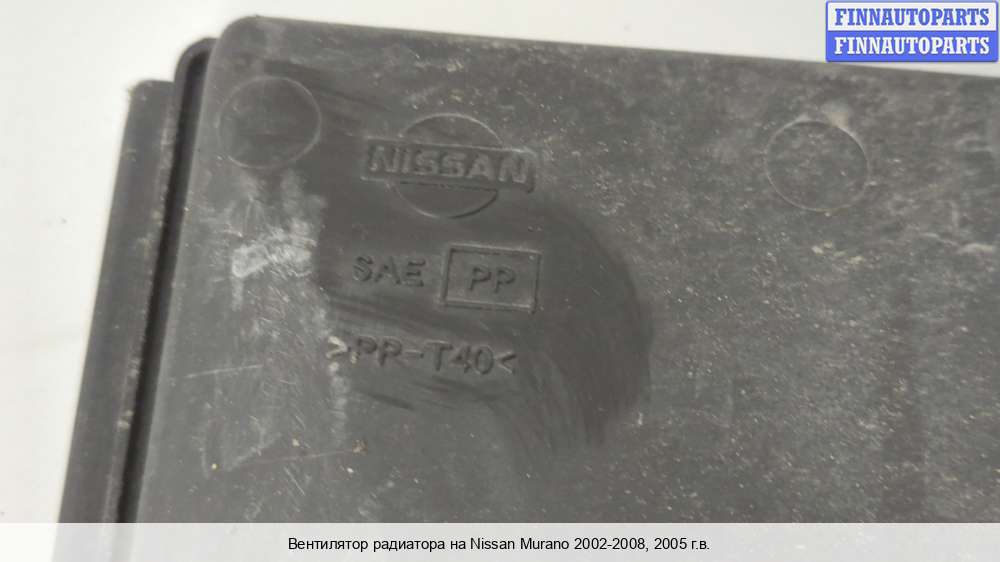 FINNAUTOPARTS
FINNAUTOPARTS
NISSAN
SAE PP
>PP-T40<
Вентилятор радиатора на Nissan Murano 2002-2008, 2005 г.в.